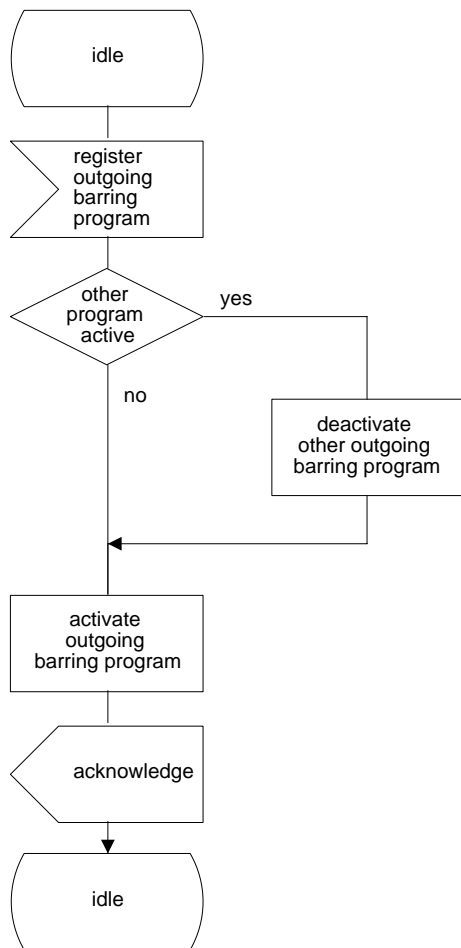 idle
register
outgoing
barring
program
other
program
active
yes
no
deactivate
other outgoing
barring program
activate
outgoing
barring program
acknowledge
idle